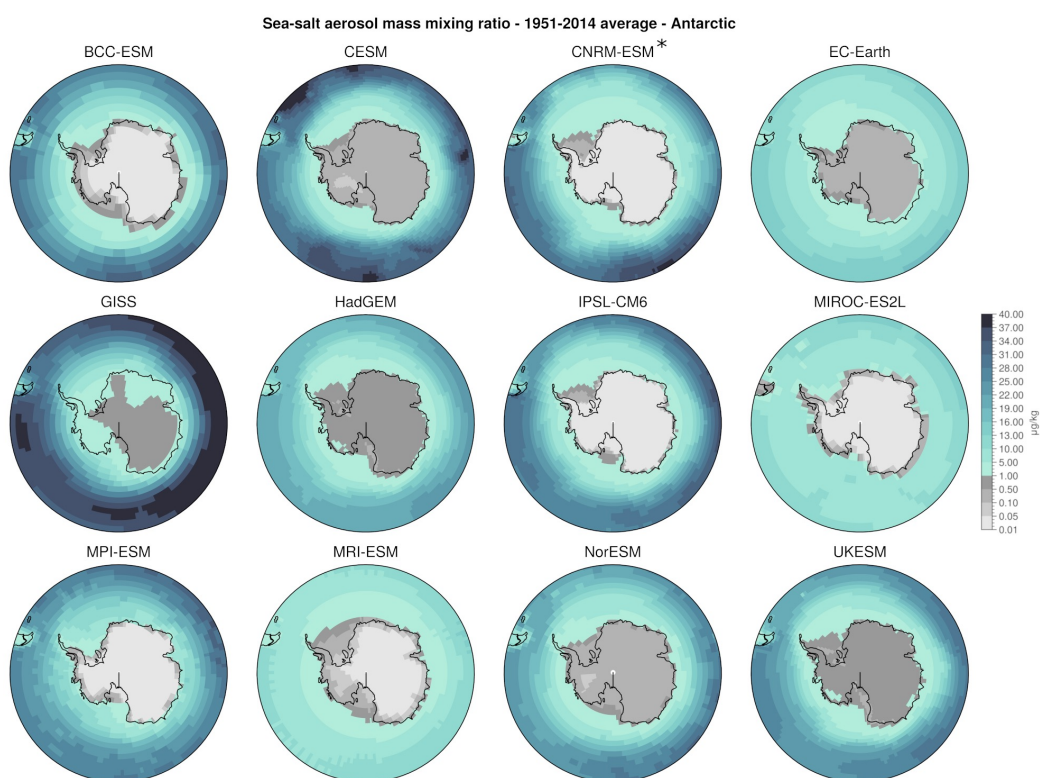 Sea-salt aerosol mass mixing ratio - 1951-2014 average - Antarctic
BCC-ESM
CESM
CNRM-ESM*
EC-Earth
GISS
HadGEM
IPSL-CM6
MIROC-ES2L
40.00
37.00
34.00
31.00
28.00
25.00
22.00
19.00
16.00
13.00
10.00
5.00
1.00
0.50
0.10
0.05
0.01
µg/kg
MPI-ESM
MRI-ESM
NorESM
UKESM